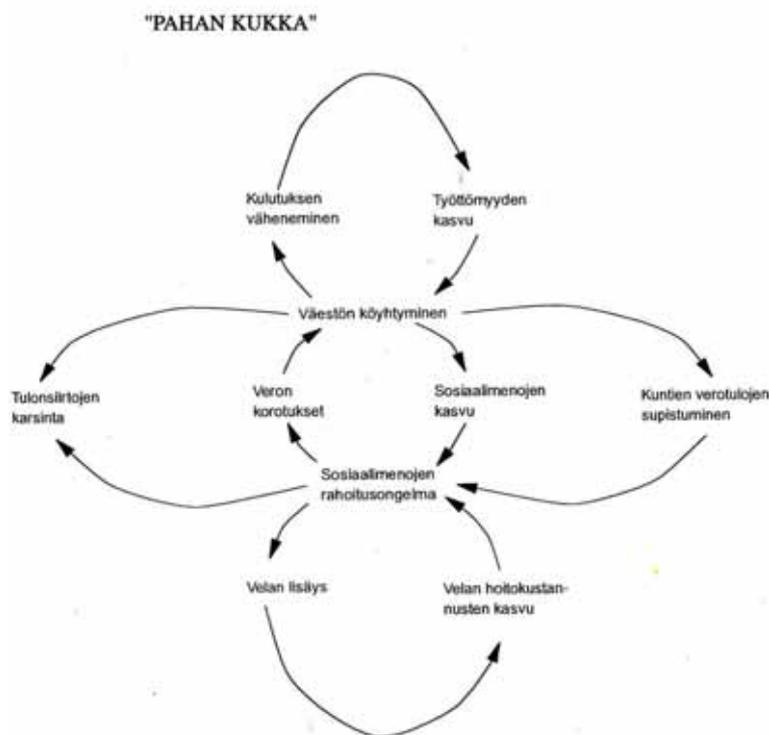 "PAHAN KUKKA"
Kulutuksen
väheneminen
Työttömyyden
kasvu
Väestön köyhtyminen
Tulonsiirtojen
karsinta
Veron
korotukset
Sosiaalimenojen
kasvu
Kuntien verotulojen
supistuminen
Sosiaalimenojen
rahoitusongelma
Velan lisäys
Velan hoitokustan-
nusten kasvu